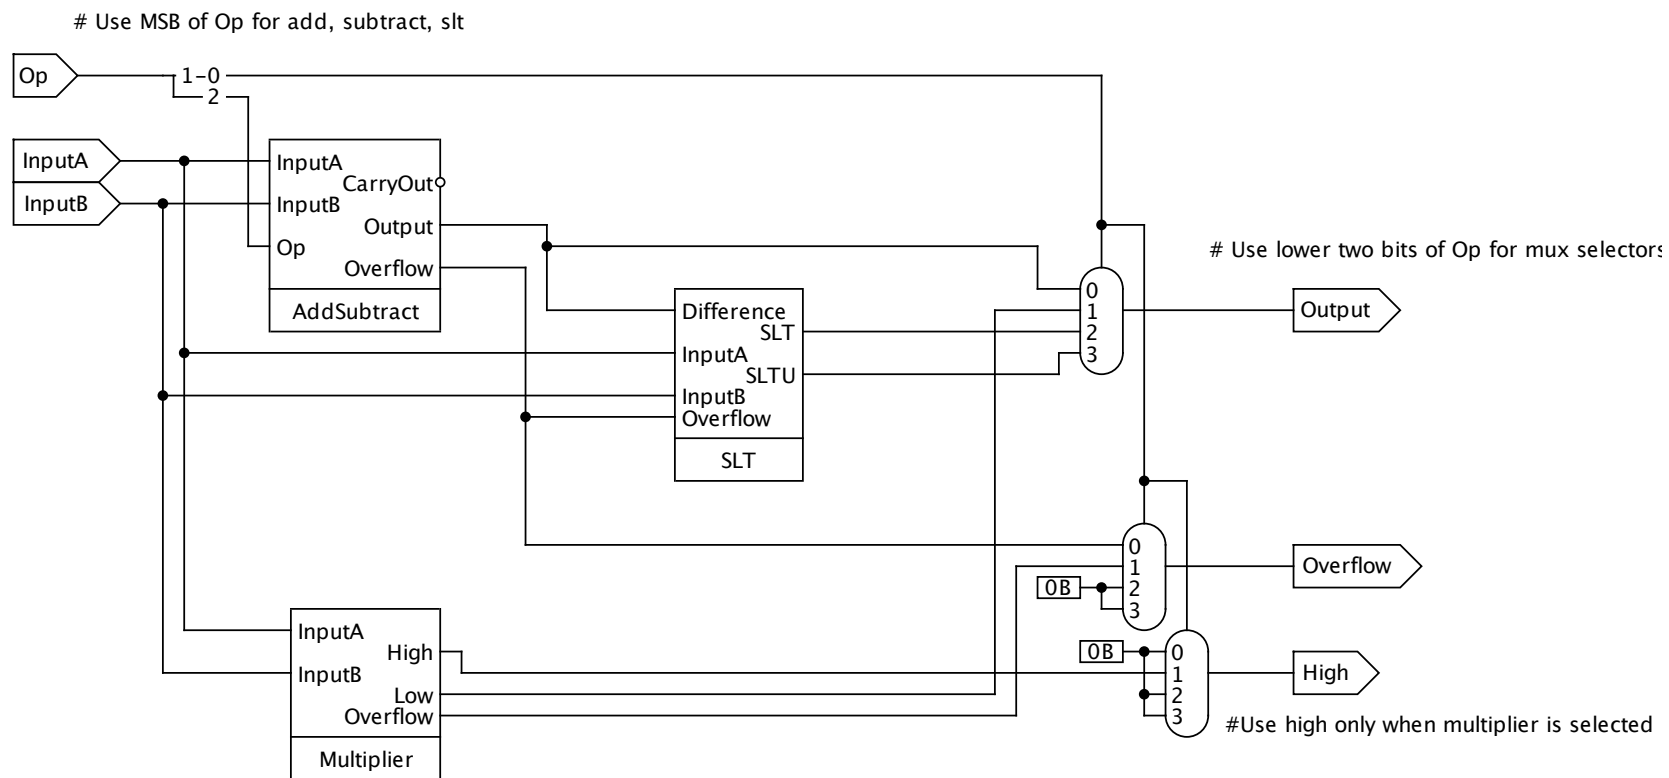 # Use MSB of Op for add, subtract, slt
Op
1-0
2
InputA
InputB
InputA
CarryOut
InputB
Output
Op
Overflow
AddSubtract
# Use lower two bits of Op for mux selectors
0
1
2
3
Output
Difference
SLT
InputA
SLTU
InputB
Overflow
SLT
0
1
2
3
0B
Overflow
InputA
High
InputB
Low
Overflow
Multiplier
0B
0
1
2
3
High
#Use high only when multiplier is selected